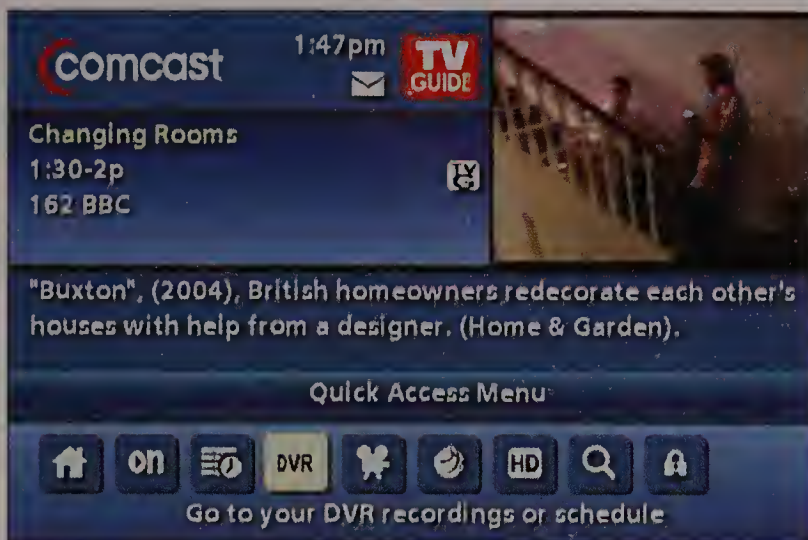 comcast
1:47pm
TV
GUIDE
Changing Rooms
1:30-2p
TV
G
162 BBC
"Buxton", (2004), British homeowners redecorate each other's
houses with help from a designer. (Home & Garden).
Quick Access Menu
on
DVR
HD
Go to your DVR recordings or schedule